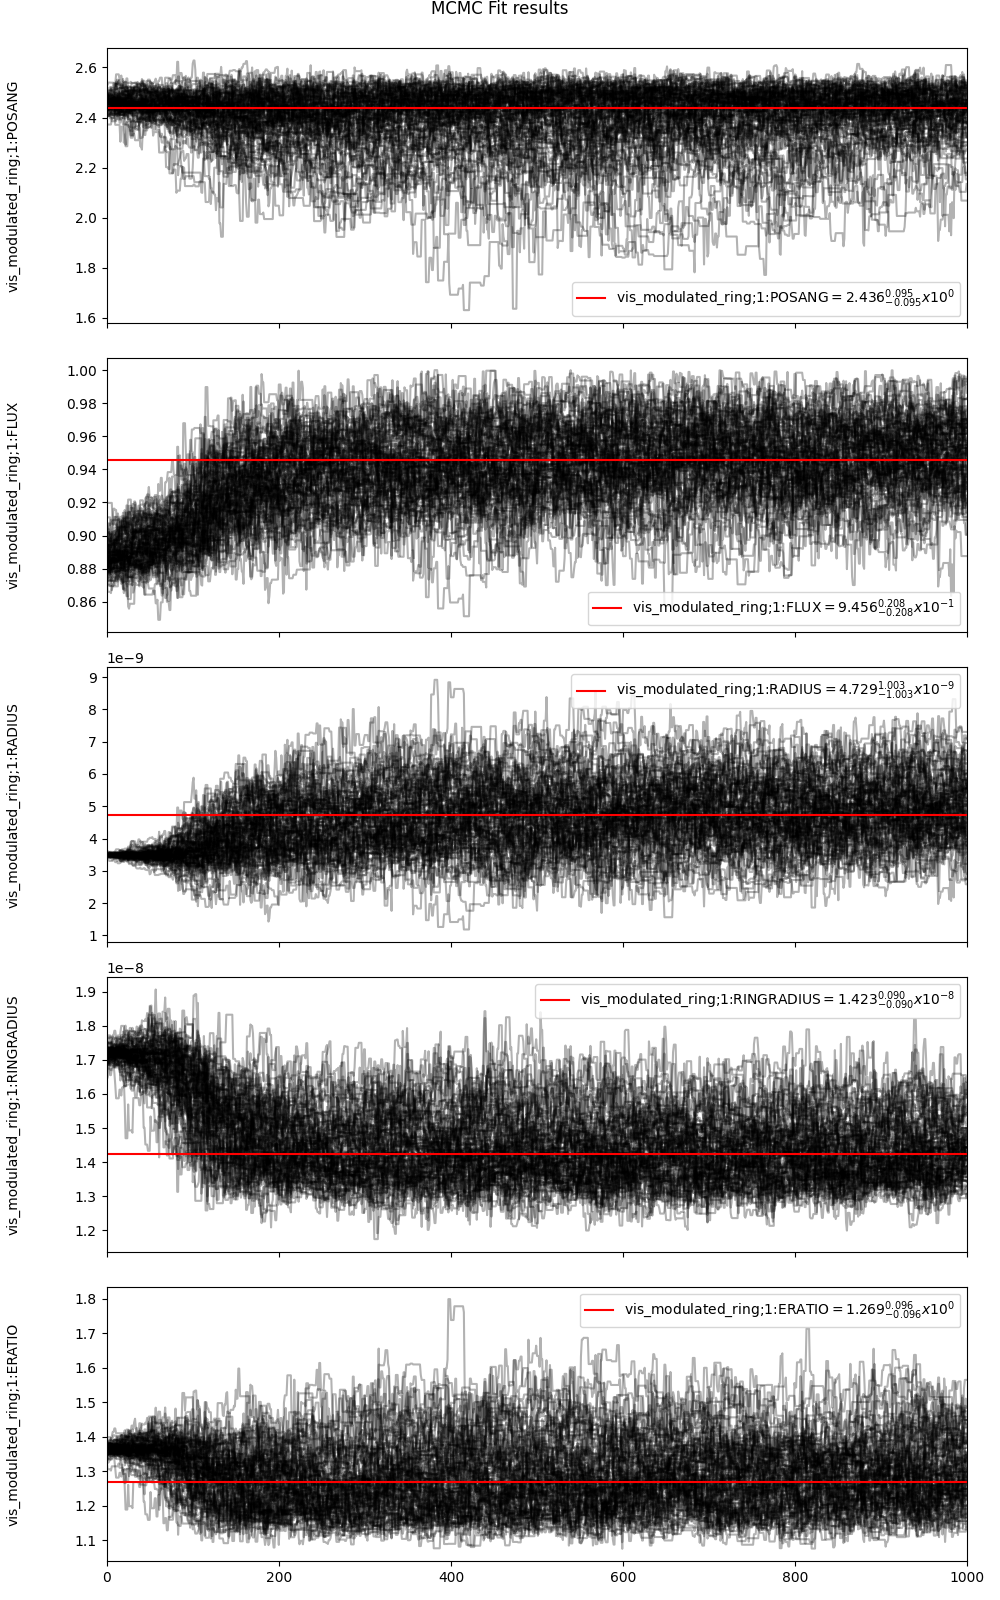 MCMC Fit results
vis_modulated_ring;1:POSANG
2.6
2.4
2.2
2.0
1.8
1.6
vis_modulated_ring;1:POSANG = 2.436^{0.095}_{-0.095}x10^{0}
vis_modulated_ring;1:FLUX
1.00
0.98
0.96
0.94
0.92
0.90
0.88
0.86
vis_modulated_ring;1:FLUX = 9.456^{0.208}_{-0.208}x10^{-1}
vis_modulated_ring;1:RADIUS
1e−9
9
8
7
6
5
4
3
2
1
vis_modulated_ring;1:RADIUS = 4.729^{1.003}_{-1.003}x10^{-9}
vis_modulated_ring;1:RINGRADIUS
1e−8
1.9
1.8
1.7
1.6
1.5
1.4
1.3
1.2
vis_modulated_ring;1:RINGRADIUS = 1.423^{0.090}_{-0.090}x10^{-8}
vis_modulated_ring;1:ERATIO
1.8
1.7
1.6
1.5
1.4
1.3
1.2
1.1
vis_modulated_ring;1:ERATIO = 1.269^{0.096}_{-0.096}x10^{0}
0 200 400 600 800 1000